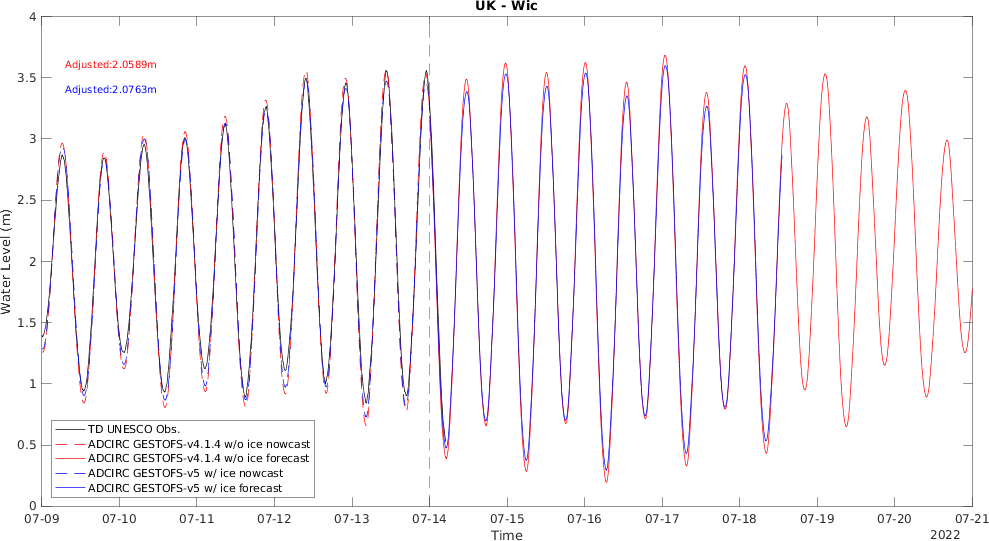 UK - Wic
4
3.5
3
2.5
2
1.5
1
0.5
0
Water Level (m)
Adjusted:2.0589m
Adjusted:2.0763m
TD UNESCO Obs.
ADCIRC GESTOFS-v4.1.4 w/o ice nowcast
ADCIRC GESTOFS-v4.1.4 w/o ice forecast
ADCIRC GESTOFS-v5 w/ ice nowcast
ADCIRC GESTOFS-v5 w/ ice forecast
07-09 07-10 07-11 07-12 07-13 07-14 07-15 07-16 07-17 07-18 07-19 07-20 07-21
Time
2022